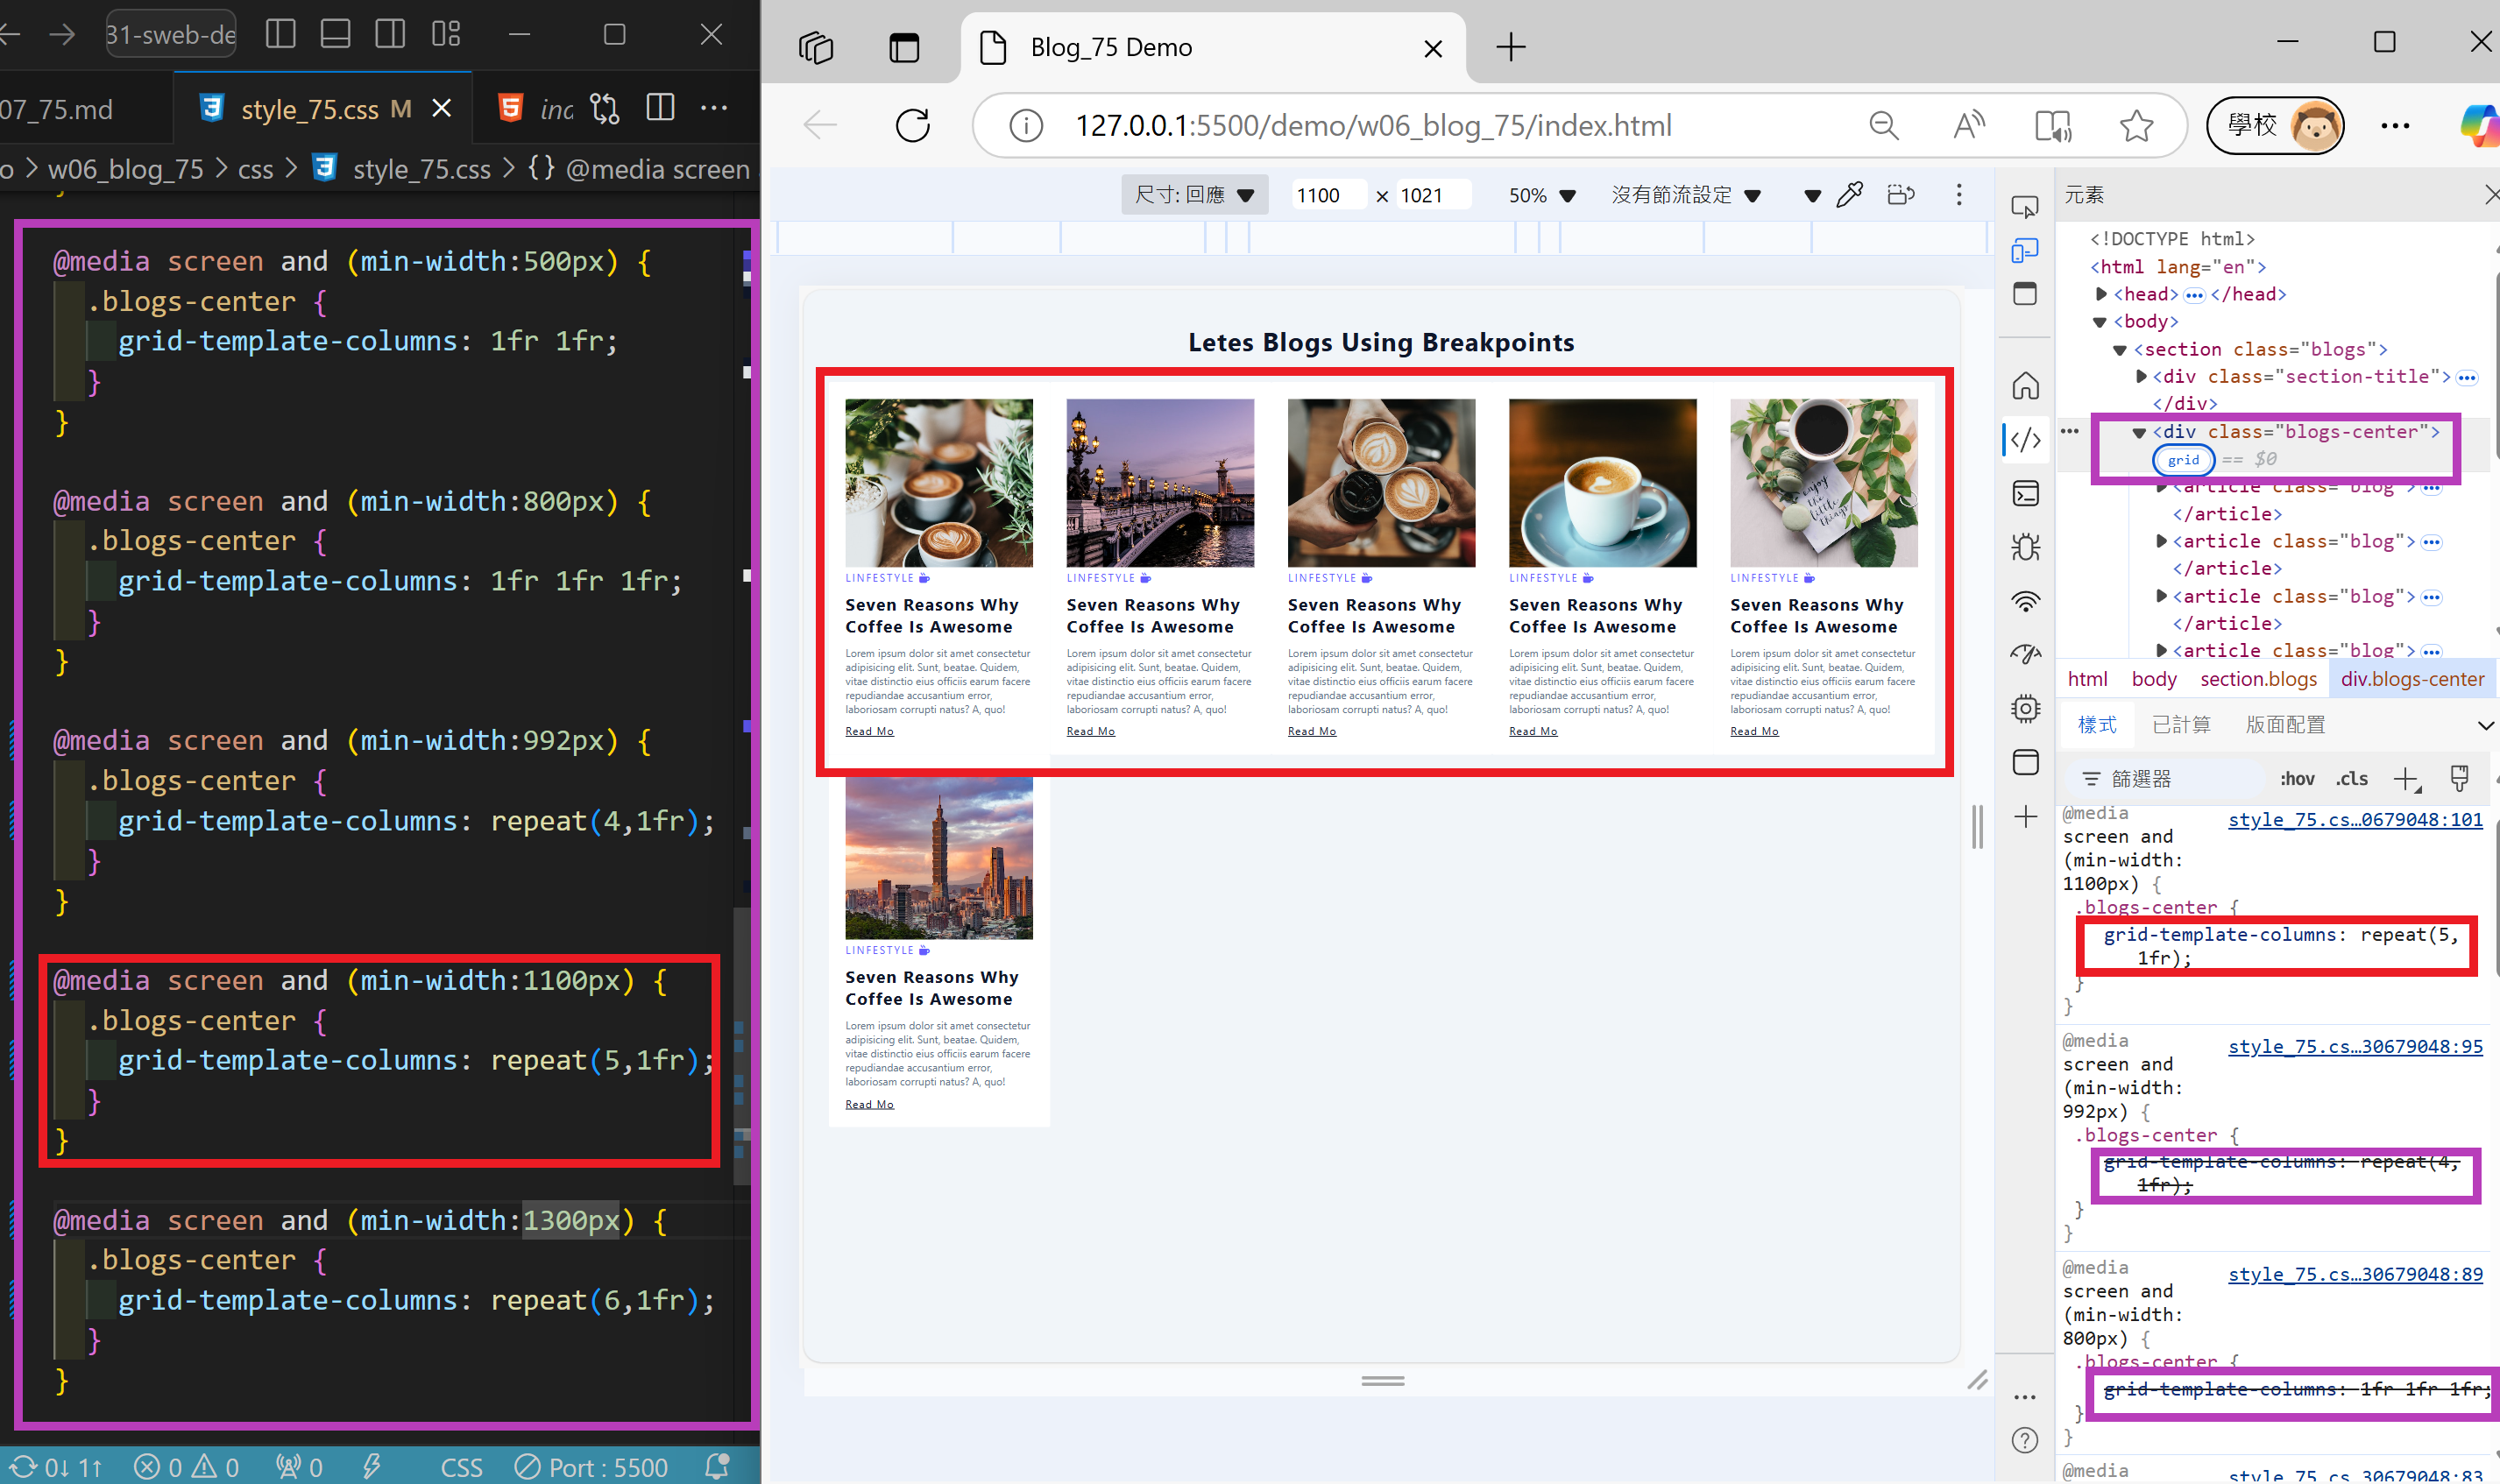 31-sweb-de
07_75.md
style_75.css M
inc
o > w06_blog_75 > css > style_75.css > {} @media screen
@media screen and (min-width:500px) {
.blogs-center {
grid-template-columns: 1fr 1fr;
}
}
@media screen and (min-width:800px) {
.blogs-center {
grid-template-columns: 1fr 1fr 1fr;
}
}
@media screen and (min-width:992px) {
.blogs-center {
grid-template-columns: repeat(4,1fr);
}
}
@media screen and (min-width:1100px) {
.blogs-center {
grid-template-columns: repeat(5,1fr);
}
}
@media screen and (min-width:1300px) {
.blogs-center {
grid-template-columns: repeat(6,1fr);
}
}
0↓ 1↑ 0 0 0 CSS Port : 5500
Blog_75 Demo
127.0.0.1:5500/demo/w06_blog_75/index.html
學校
尺寸: 回應 1100 × 1021 50% 沒有節流設定
Letes Blogs Using Breakpoints
LINFESTYLE
Seven Reasons Why
Coffee Is Awesome
Lorem ipsum dolor sit amet consectetur
adipisicing elit. Sunt, beatae. Quidem,
vitae distinctio eius officiis earum facere
repudiandae accusantium error,
laboriosam corrupti natus? A, quo!
Read Mo
LINFESTYLE
Seven Reasons Why
Coffee Is Awesome
Lorem ipsum dolor sit amet consectetur
adipisicing elit. Sunt, beatae. Quidem,
vitae distinctio eius officiis earum facere
repudiandae accusantium error,
laboriosam corrupti natus? A, quo!
Read Mo
LINFESTYLE
Seven Reasons Why
Coffee Is Awesome
Lorem ipsum dolor sit amet consectetur
adipisicing elit. Sunt, beatae. Quidem,
vitae distinctio eius officiis earum facere
repudiandae accusantium error,
laboriosam corrupti natus? A, quo!
Read Mo
LINFESTYLE
Seven Reasons Why
Coffee Is Awesome
Lorem ipsum dolor sit amet consectetur
adipisicing elit. Sunt, beatae. Quidem,
vitae distinctio eius officiis earum facere
repudiandae accusantium error,
laboriosam corrupti natus? A, quo!
Read Mo
enjoy
the
little
things
LINFESTYLE
Seven Reasons Why
Coffee Is Awesome
Lorem ipsum dolor sit amet consectetur
adipisicing elit. Sunt, beatae. Quidem,
vitae distinctio eius officiis earum facere
repudiandae accusantium error,
laboriosam corrupti natus? A, quo!
Read Mo
LINFESTYLE
Seven Reasons Why
Coffee Is Awesome
Lorem ipsum dolor sit amet consectetur
adipisicing elit. Sunt, beatae. Quidem,
vitae distinctio eius officiis earum facere
repudiandae accusantium error,
laboriosam corrupti natus? A, quo!
Read Mo
元素
<!DOCTYPE html>
<html lang="en">
<head> ••• </head>
<body>
<section class="blogs">
<div class="section-title"> •••
</div>
••• <div class="blogs-center">
grid == $0
<article class="blog"> •••
</article>
<article class="blog"> •••
</article>
<article class="blog"> •••
</article>
<article class="blog"> •••
html body section.blogs div.blogs-center
樣式 已計算 版面配置
篩選器 :hov .cls
@media style_75.cs…0679048:101
screen and
(min-width:
1100px) {
.blogs-center {
grid-template-columns: repeat(5,
1fr);
}
}
@media style_75.cs…30679048:95
screen and
(min-width:
992px) {
.blogs-center {
grid-template-columns: repeat(4,
1fr);
}
}
@media style_75.cs…30679048:89
screen and
(min-width:
800px) {
.blogs-center {
grid-template-columns: 1fr 1fr 1fr;
}
}
@media style_75.cs…30679048:83